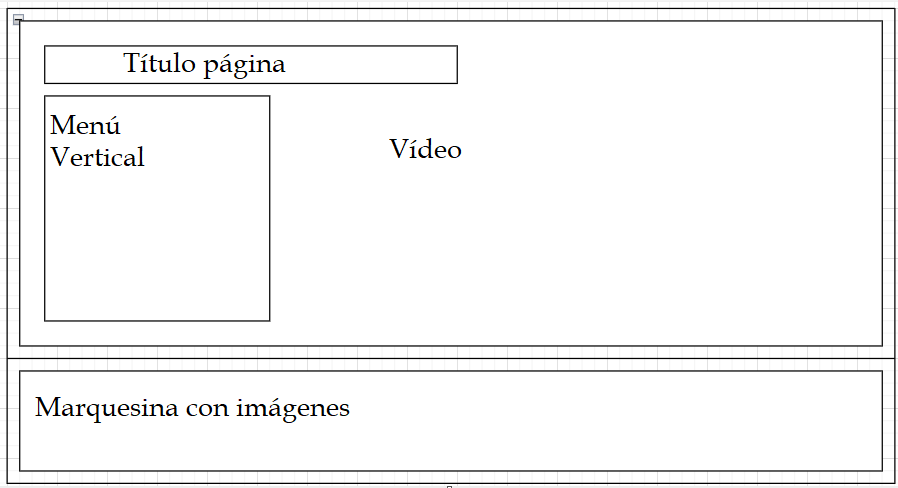 Título página
Menú
Vertical
Vídeo
Marquesina con imágenes